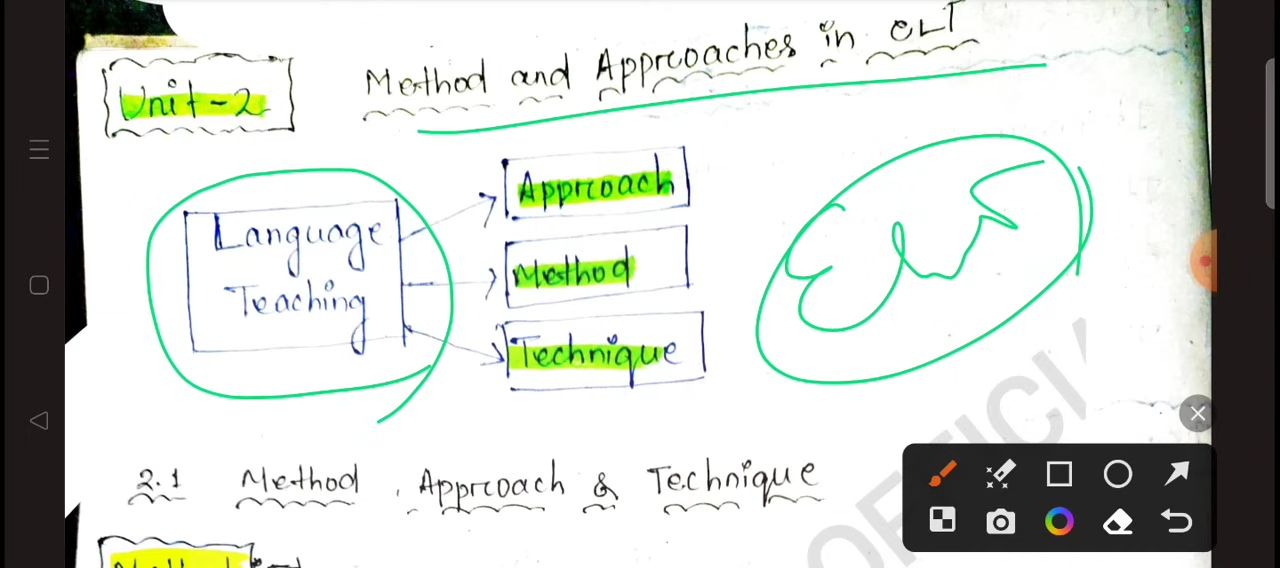 Unit-2
Method and Approaches in ELT
Language
Teaching
Approach
Method
Technique
2.1 Method, Approach & Technique